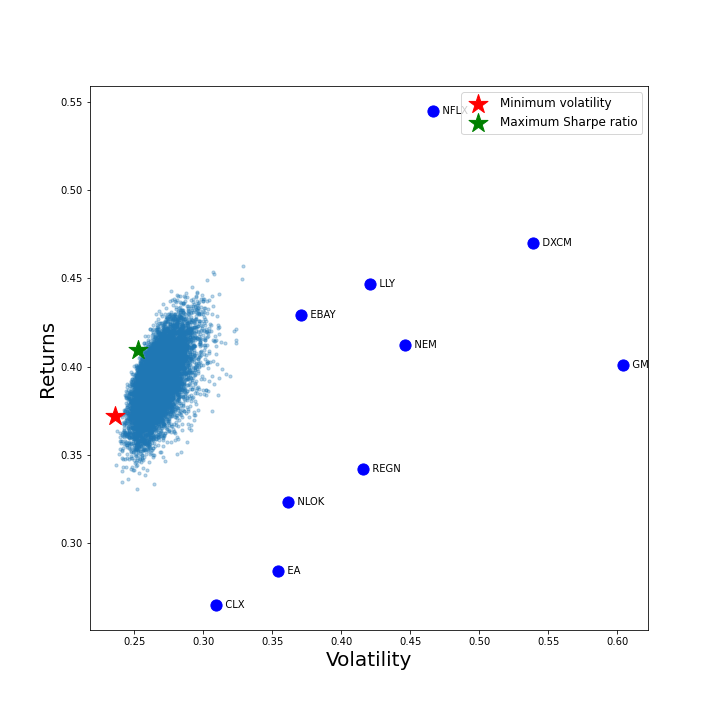 0.55
0.50
0.45
0.40
0.35
0.30
Returns
0.25
0.30
0.35
0.40
0.45
0.50
0.55
0.60
Volatility
Minimum volatility
Maximum Sharpe ratio
NFLX
DXCM
LLY
EBAY
NEM
GM
REGN
NLOK
EA
CLX